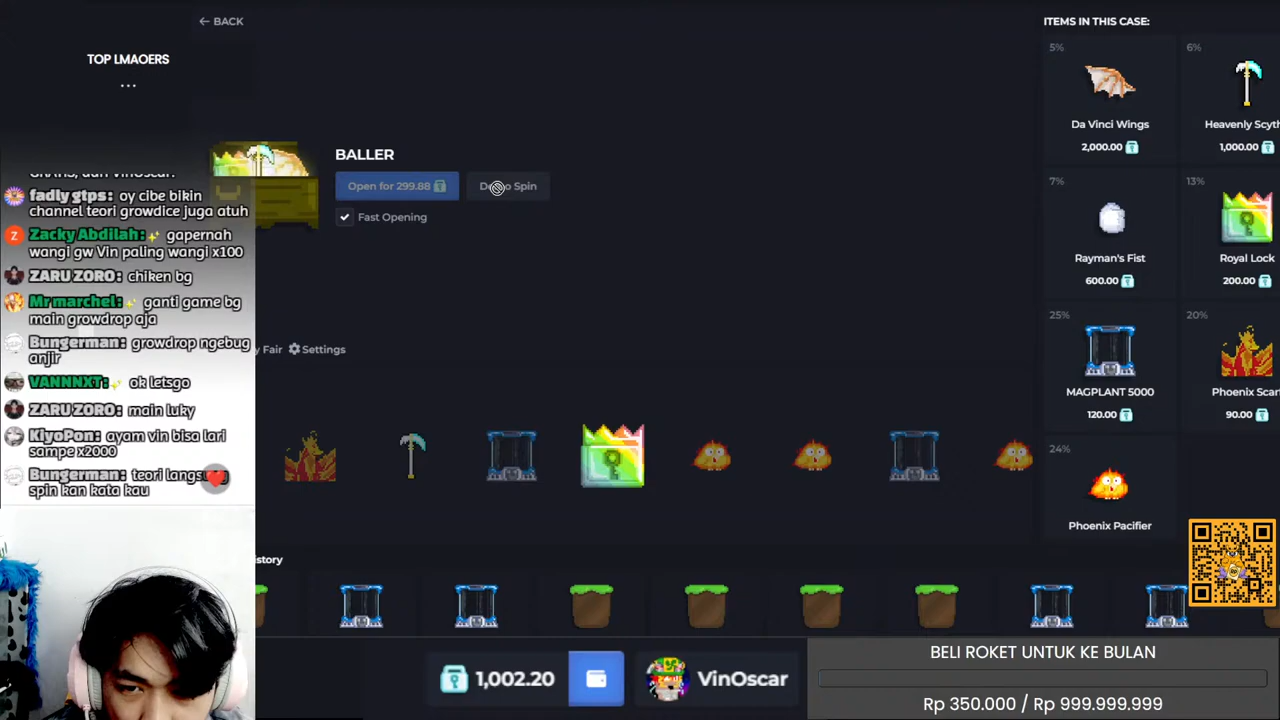 ← BACK
TOP LMAOERS
...
fadly gtps: oy cibe bikin
channel teori growdice juga atuh
Zacky Abdilah: gapernah
wangi gw Vin paling wangi x100
ZARU ZORO: chiken bg
Mr marchel: ganti game bg
main growdrop aja
Bungerman: growdrop ngebug
anjir
VANNNXT: ok letsgo
ZARU ZORO: main luky
KiyoPon: ayam vin bisa lari
sampe x2000
Bungerman: teori langs
spin kan kata kau
BALLER
Open for 299.88
Spin
Fast Opening
y Fair
Settings
istory
ITEMS IN THIS CASE:
5%
Da Vinci Wings
2,000.00
6%
Heavenly Scyth
1,000.00
7%
Rayman's Fist
600.00
13%
Royal Lock
200.00
25%
MAGPLANT 5000
120.00
20%
Phoenix Scar
90.00
24%
Phoenix Pacifier
1,002.20
VinOscar
BELI ROKET UNTUK KE BULAN
Rp 350.000 / Rp 999.999.999